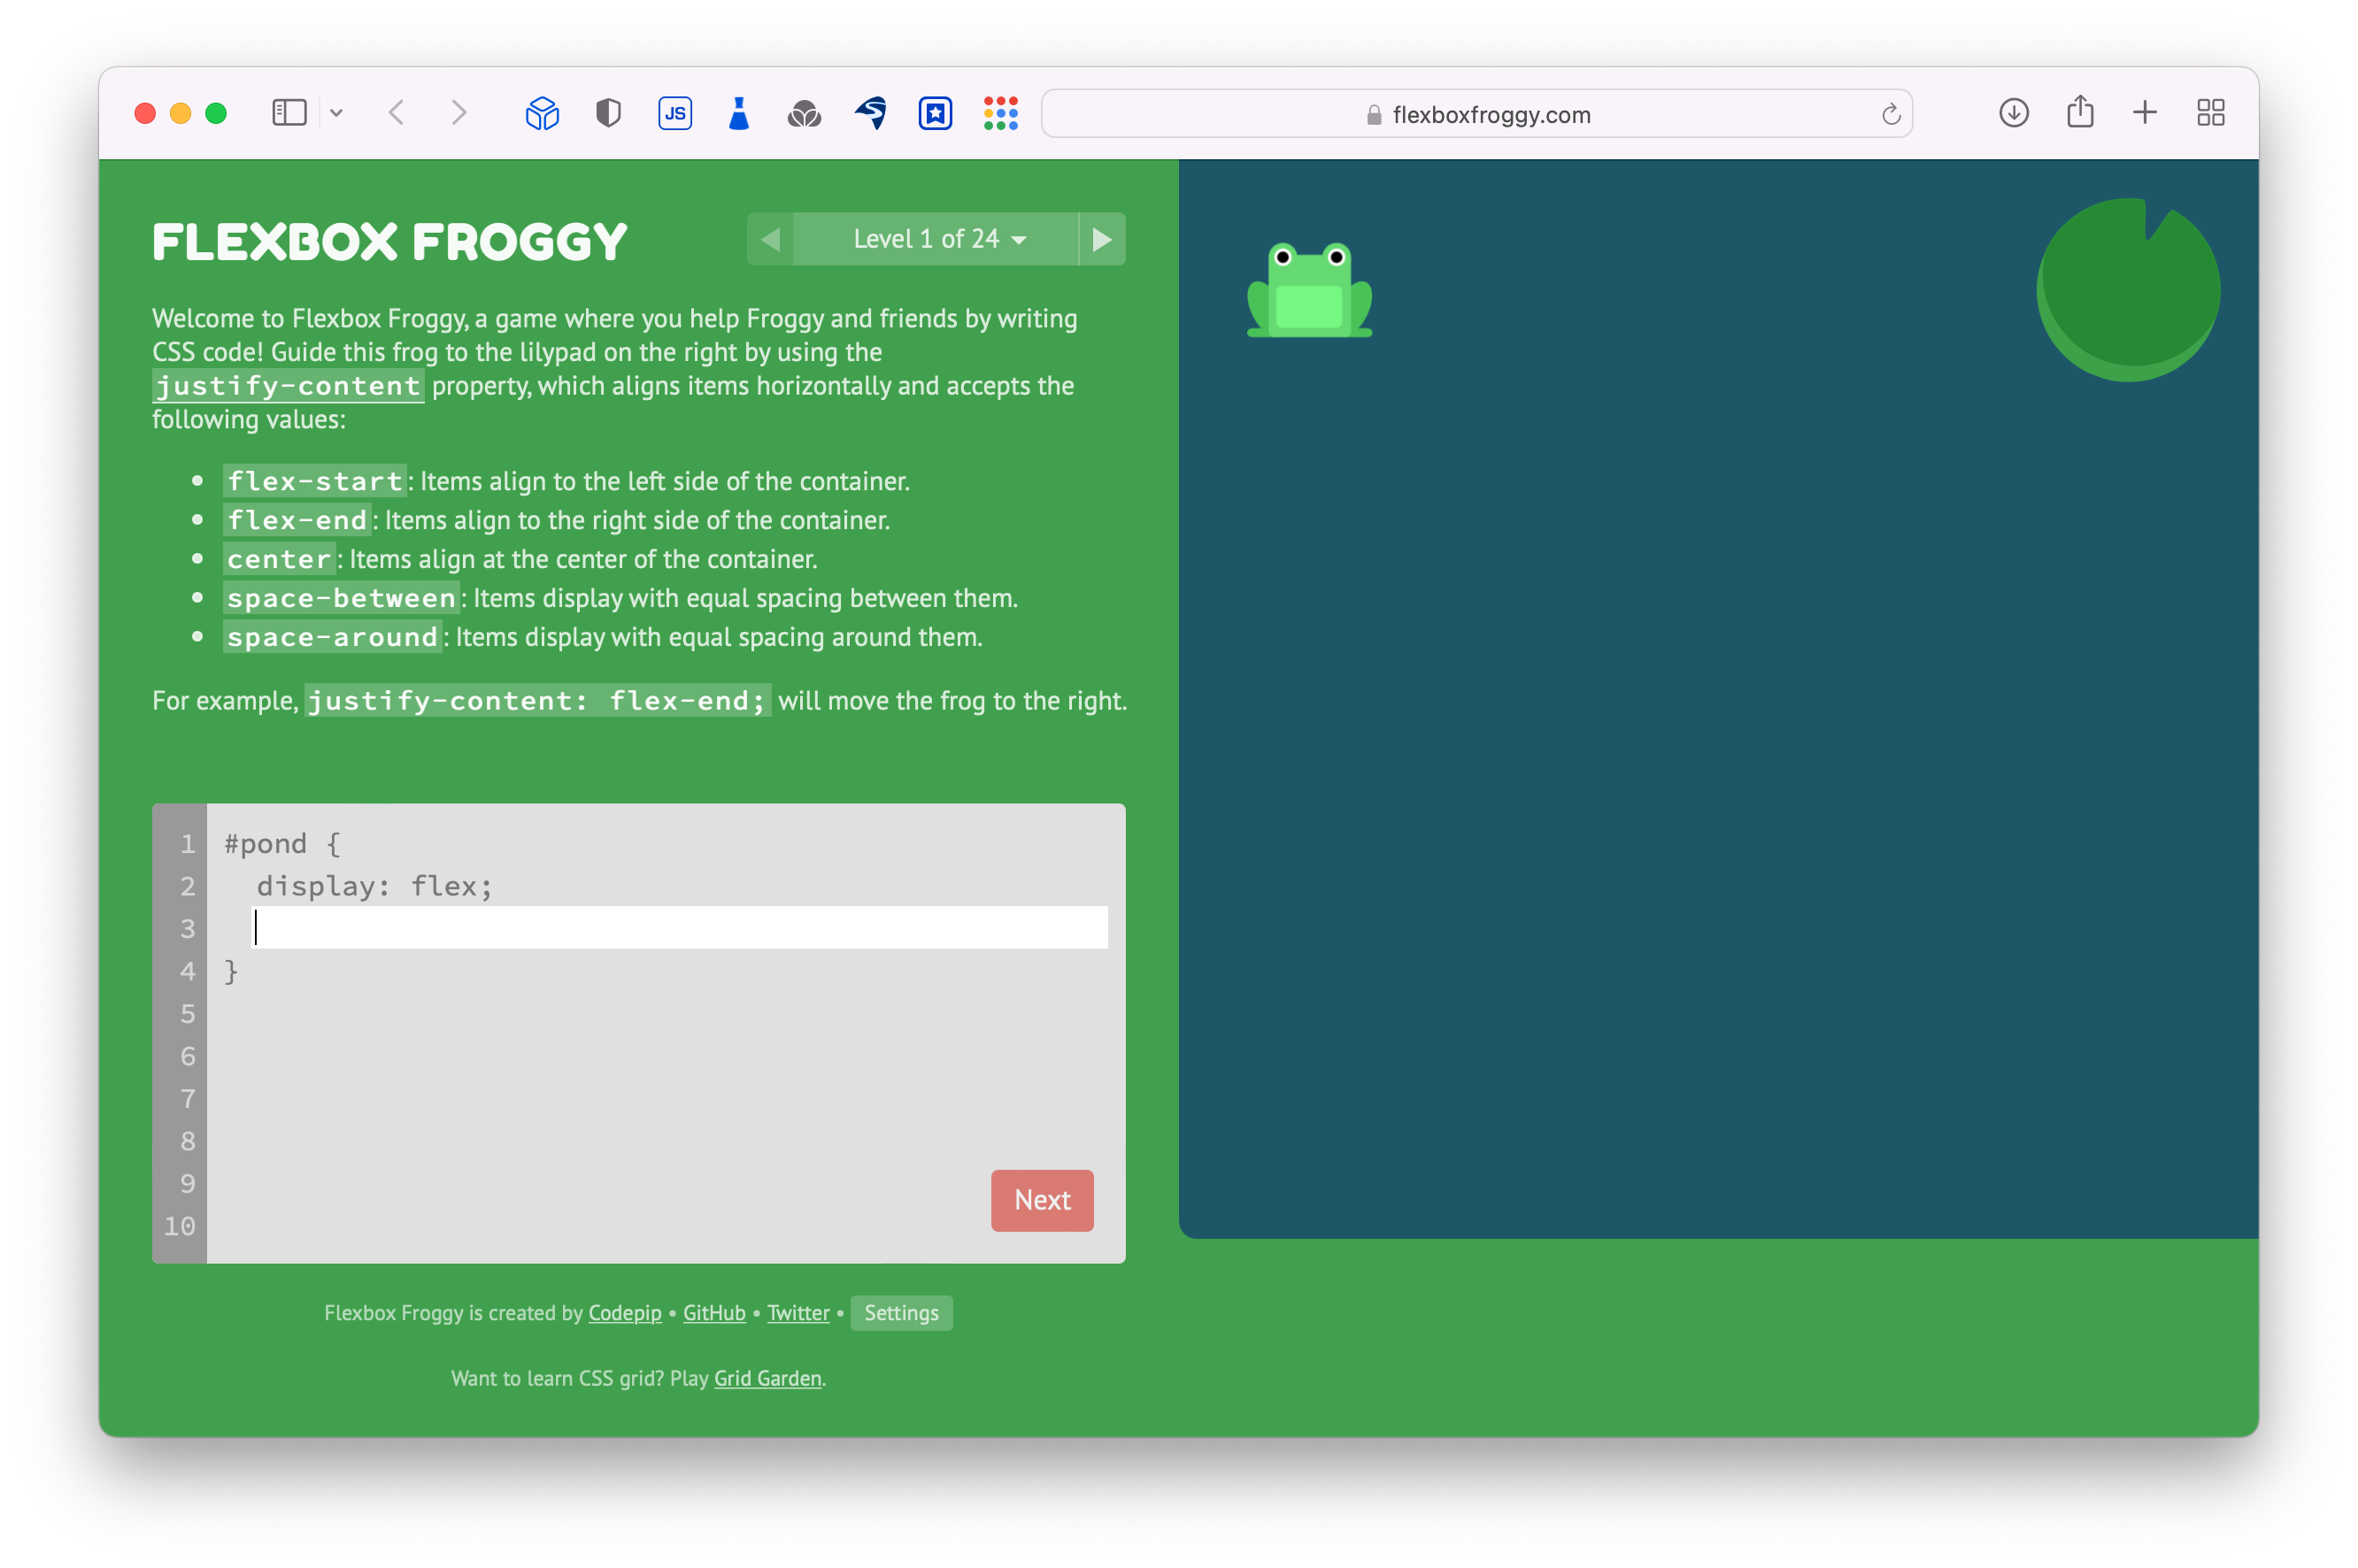 JS
flexboxfroggy.com
FLEXBOX FROGGY
Level 1 of 24
Welcome to Flexbox Froggy, a game where you help Froggy and friends by writing
CSS code! Guide this frog to the lilypad on the right by using the
justify-content property, which aligns items horizontally and accepts the
following values:
• flex-start: Items align to the left side of the container.
• flex-end: Items align to the right side of the container.
• center: Items align at the center of the container.
• space-between: Items display with equal spacing between them.
• space-around: Items display with equal spacing around them.
For example, justify-content: flex-end; will move the frog to the right.
1 #pond {
2 display: flex;
3
4 }
5
6
7
8
9
10
Next
Flexbox Froggy is created by Codepip • GitHub • Twitter • Settings
Want to learn CSS grid? Play Grid Garden.